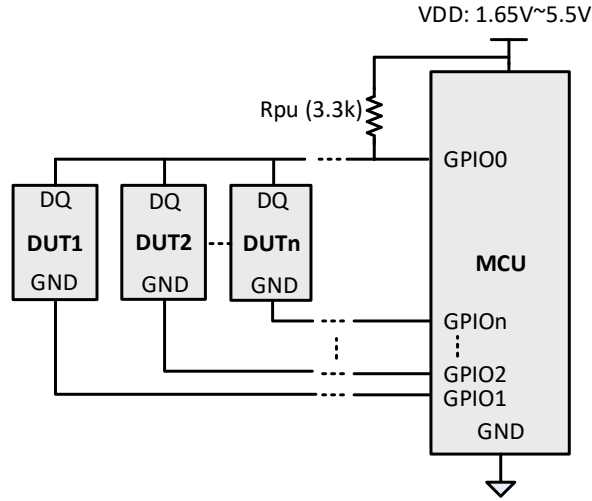 VDD: 1.65V~5.5V
Rpu (3.3k)
GPIO0
DQ DQ DQ
DUT1 DUT2 DUTn
MCU
GND GND GND
GPIOn
GPIO2
GPIO1
GND